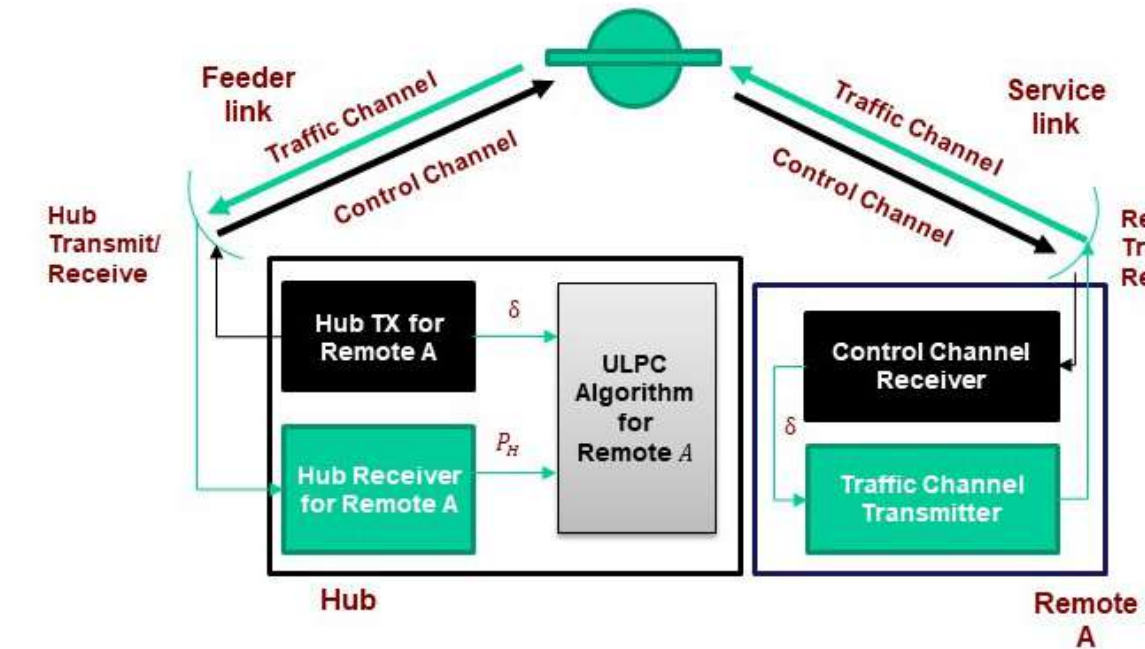 Feeder
link
Traffic Channel
Control Channel
Traffic Channel
Control Channel
Service
link
Hub
Transmit/
Receive
Hub TX for
Remote A
δ
ULPC
Algorithm
for
Remote A
Hub Receiver
for Remote A
P_H
Hub
Control Channel
Receiver
δ
Traffic Channel
Transmitter
Remote
A